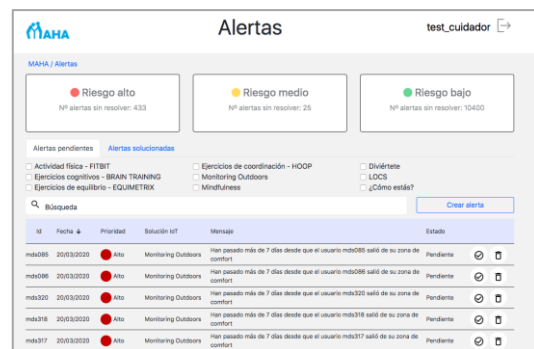 MAHA
Alertas
test_cuidador
MAHA / Alertas
Riesgo alto
Nº alertas sin resolver: 433
Riesgo medio
Nº alertas sin resolver: 25
Riesgo bajo
Nº alertas sin resolver: 10400
Alertas pendientes
Alertas solucionadas
Actividad física - FITBIT
Ejercicios de coordinación - HOOP
Diviértete
Ejercicios cognitivos - BRAIN TRAINING
Monitoring Outdoors
LOCS
Ejercicios de equilibrio - EQUIMETRIX
Mindfulness
¿Cómo estás?
Búsqueda
Crear alerta
Id Fecha Prioridad Solución IoT Mensaje Estado
mds085 20/03/2020 Alto Monitoring Outdoors Han pasado más de 7 días desde que el usuario mds085 salió de su zona de Pendiente
comfort
mds086 20/03/2020 Alto Monitoring Outdoors Han pasado más de 7 días desde que el usuario mds086 salió de su zona de Pendiente
comfort
mds320 20/03/2020 Alto Monitoring Outdoors Han pasado más de 7 días desde que el usuario mds320 salió de su zona de Pendiente
comfort
mds318 20/03/2020 Alto Monitoring Outdoors Han pasado más de 7 días desde que el usuario mds318 salió de su zona de Pendiente
comfort
mds317 20/03/2020 Alto Monitoring Outdoors Han pasado más de 7 días desde que el usuario mds317 salió de su zona de Pendiente
comfort